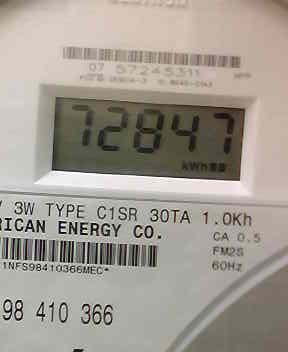 07 57245311
72847
kWh
3W TYPE C1SR 30TA 1.0Kh
RICAN ENERGY CO.
CA 0.5
FM2S
60Hz
1NFS98410366MEC*
98 410 366